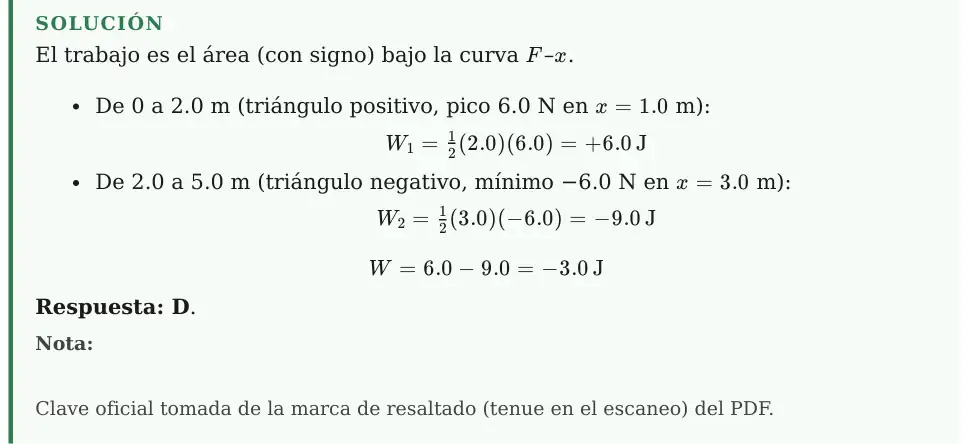 SOLUCIÓN
El trabajo es el área (con signo) bajo la curva F–x.
• De 0 a 2.0 m (triángulo positivo, pico 6.0 N en x = 1.0 m):
W₁ = ½(2.0)(6.0) = +6.0 J
• De 2.0 a 5.0 m (triángulo negativo, mínimo −6.0 N en x = 3.0 m):
W₂ = ½(3.0)(−6.0) = −9.0 J
W = 6.0 − 9.0 = −3.0 J
Respuesta: D.
Nota:
Clave oficial tomada de la marca de resaltado (tenue en el escaneo) del PDF.